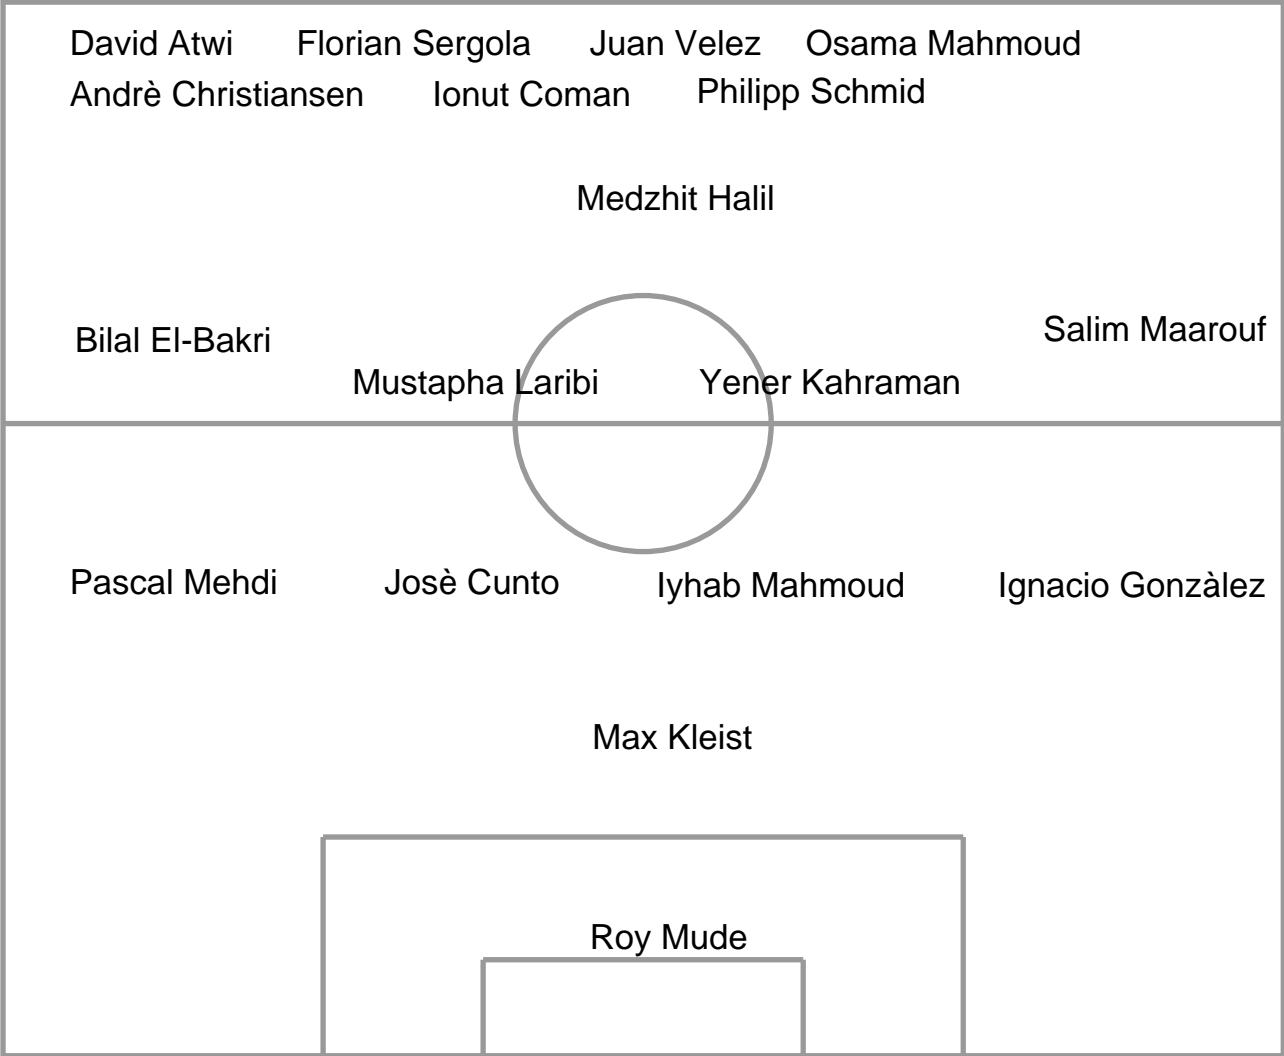 David Atwi Florian Sergola Juan Velez Osama Mahmoud
Andrè Christiansen Ionut Coman Philipp Schmid
Medzhit Halil
Bilal El-Bakri Salim Maarouf
Mustapha Laribi Yener Kahraman
Pascal Mehdi Josè Cunto Iyhab Mahmoud Ignacio Gonzàlez
Max Kleist
Roy Mude